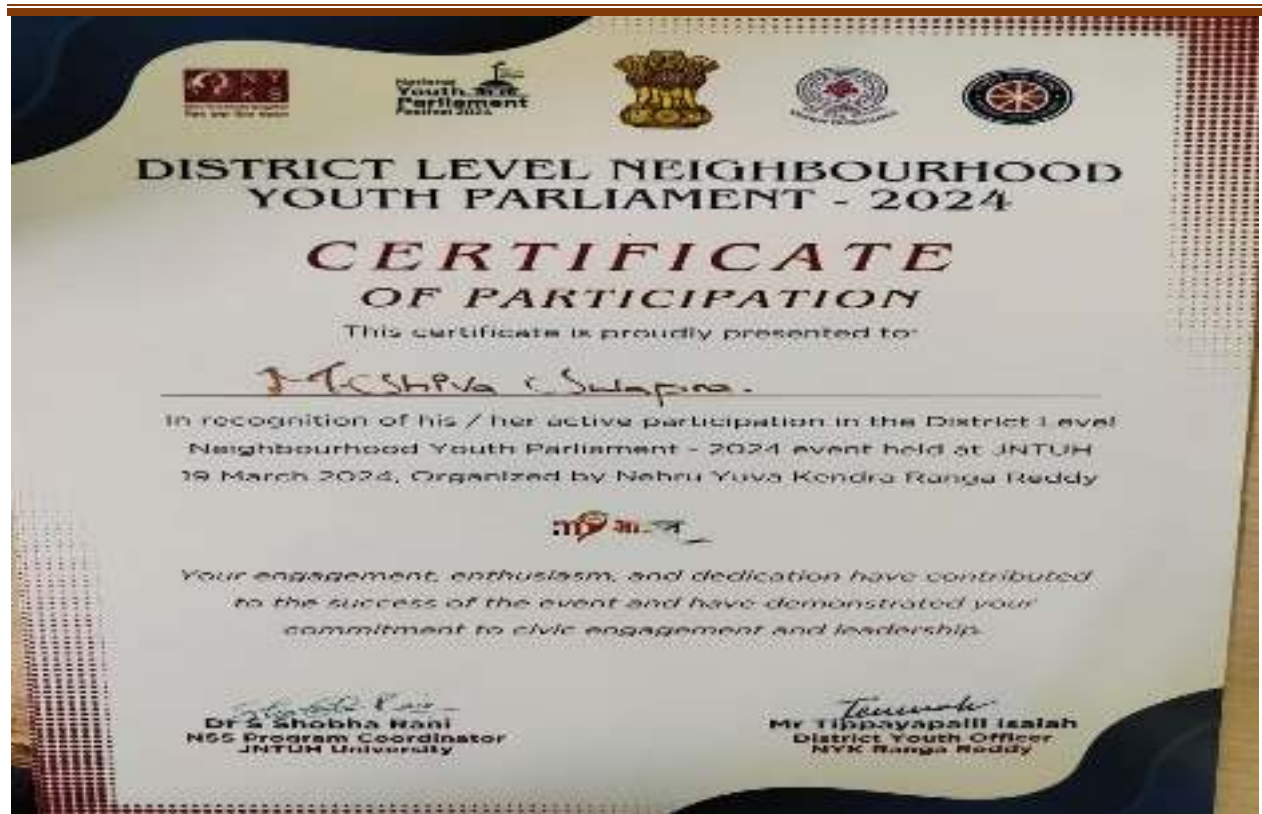 NYKS
National
Youth
Parliament
Festival 2024
DISTRICT LEVEL NEIGHBOURHOOD
YOUTH PARLIAMENT - 2024
CERTIFICATE
OF PARTICIPATION
This certificate is proudly presented to:
In recognition of his / her active participation in the District Level
Neighbourhood Youth Parliament - 2024 event held at JNTUH
19 March 2024, Organized by Nehru Yuva Kendra Ranga Reddy
Your engagement, enthusiasm, and dedication have contributed
to the success of the event and have demonstrated your
commitment to civic engagement and leadership.
Dr S Shobha Rani
NSS Program Coordinator
JNTUH University
Mr Tippayapalli Isaiah
District Youth Officer
NYK Ranga Reddy